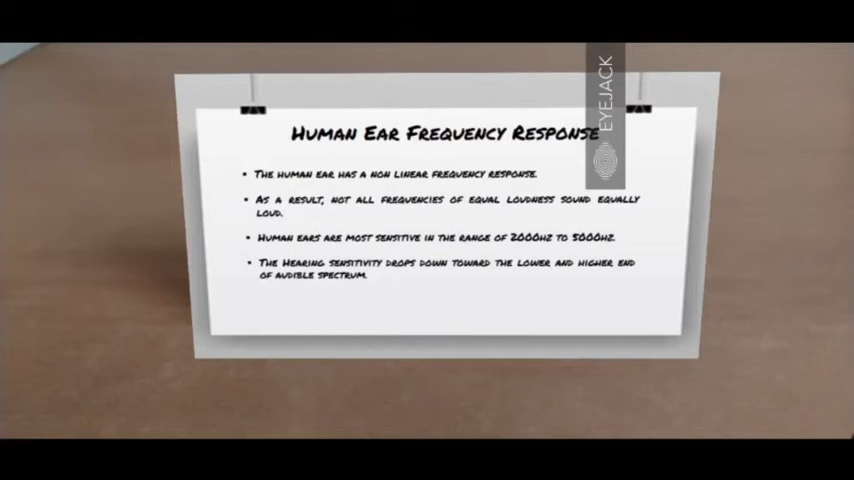 EYEJACK
Human Ear Frequency Response
• The human ear has a non linear frequency response.
• As a result, not all frequencies of equal loudness sound equally
loud.
• Human ears are most sensitive in the range of 2000Hz to 5000Hz.
• The Hearing sensitivity drops down toward the lower and higher end
of audible spectrum.